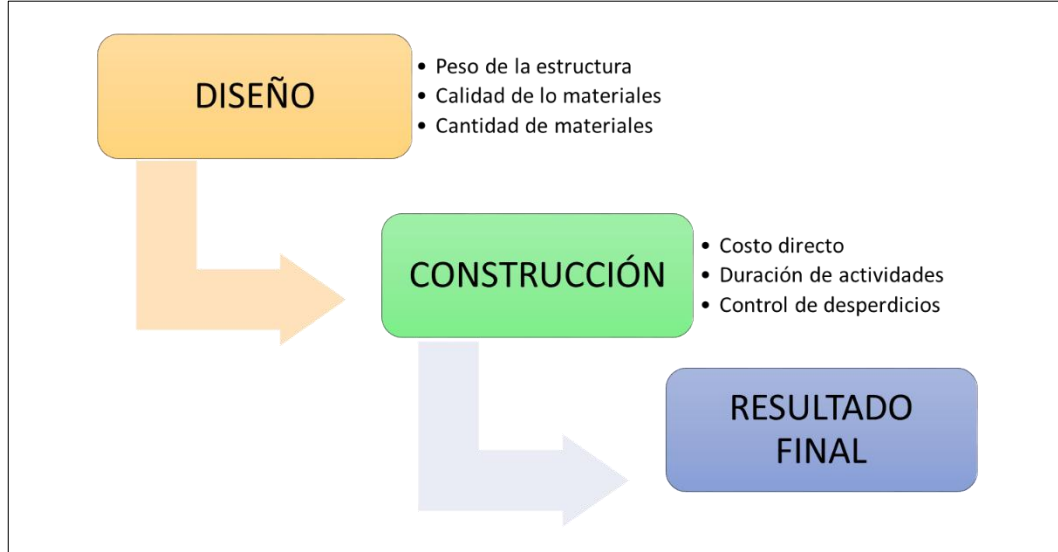 DISEÑO
• Peso de la estructura
• Calidad de lo materiales
• Cantidad de materiales
CONSTRUCCIÓN
• Costo directo
• Duración de actividades
• Control de desperdicios
RESULTADO
FINAL